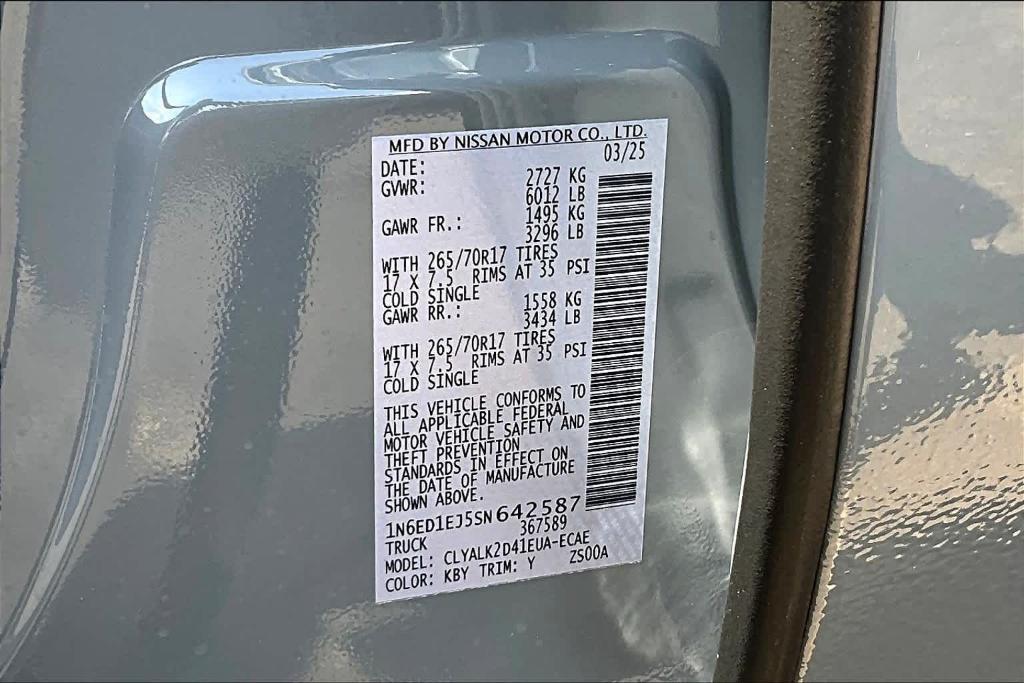 MFD BY NISSAN MOTOR CO., LTD.
DATE: 03/25
GVWR: 2727 KG
6012 LB
GAWR FR.: 1495 KG
3296 LB
WITH 265/70R17 TIRES
17 X 7.5 RIMS AT 35 PSI
COLD SINGLE
GAWR RR.: 1558 KG
3434 LB
WITH 265/70R17 TIRES
17 X 7.5 RIMS AT 35 PSI
COLD SINGLE
THIS VEHICLE CONFORMS TO
ALL APPLICABLE FEDERAL
MOTOR VEHICLE SAFETY AND
THEFT PREVENTION
STANDARDS IN EFFECT ON
THE DATE OF MANUFACTURE
SHOWN ABOVE.
1N6ED1EJ5SN642587
TRUCK 367589
MODEL: CLYALK2D41EUA-ECAE
COLOR: KBY TRIM: Y ZS00A